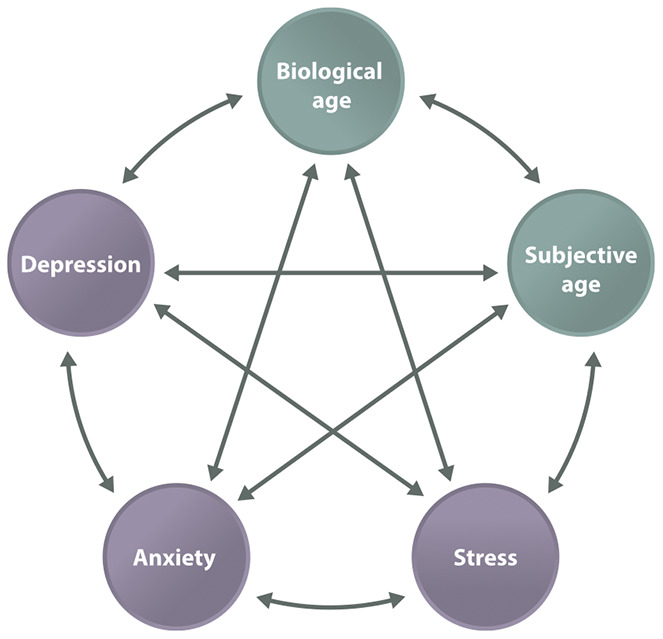 Biological
age
Depression
Subjective
age
Anxiety
Stress